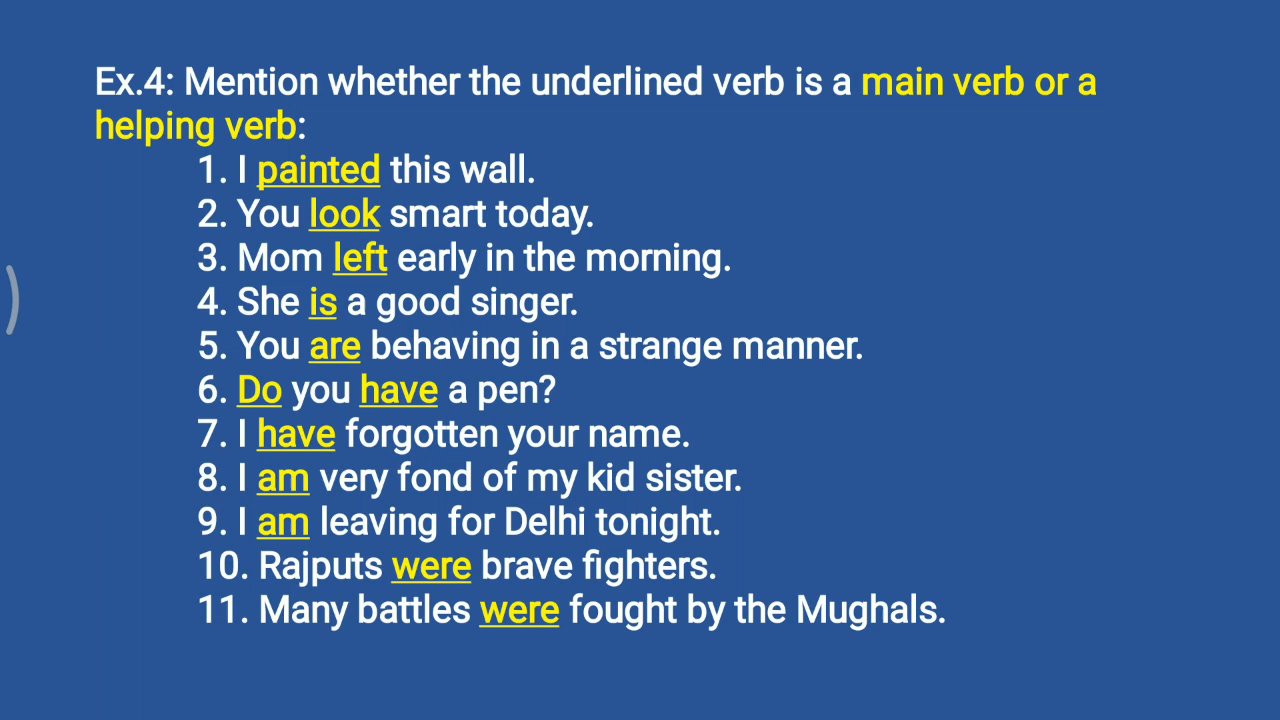 Ex.4: Mention whether the underlined verb is a main verb or a
helping verb:
1. I painted this wall.
2. You look smart today.
3. Mom left early in the morning.
4. She is a good singer.
5. You are behaving in a strange manner.
6. Do you have a pen?
7. I have forgotten your name.
8. I am very fond of my kid sister.
9. I am leaving for Delhi tonight.
10. Rajputs were brave fighters.
11. Many battles were fought by the Mughals.